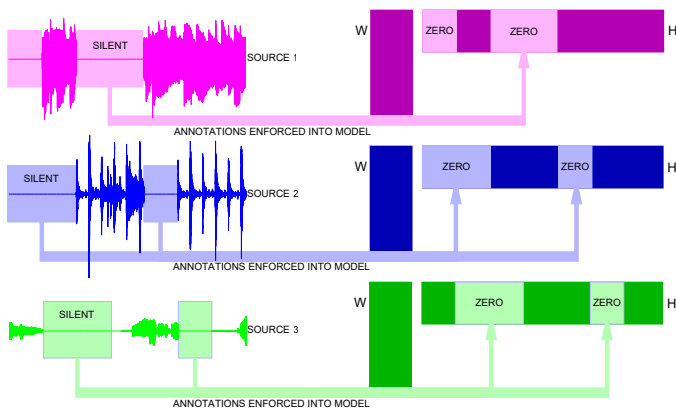 W
ZERO
ZERO
H
SILENT
SOURCE 1
ANNOTATIONS ENFORCED INTO MODEL
W
SILENT
ZERO
ZERO
H
SOURCE 2
ANNOTATIONS ENFORCED INTO MODEL
W
H
SILENT
ZERO
ZERO
SOURCE 3
ANNOTATIONS ENFORCED INTO MODEL